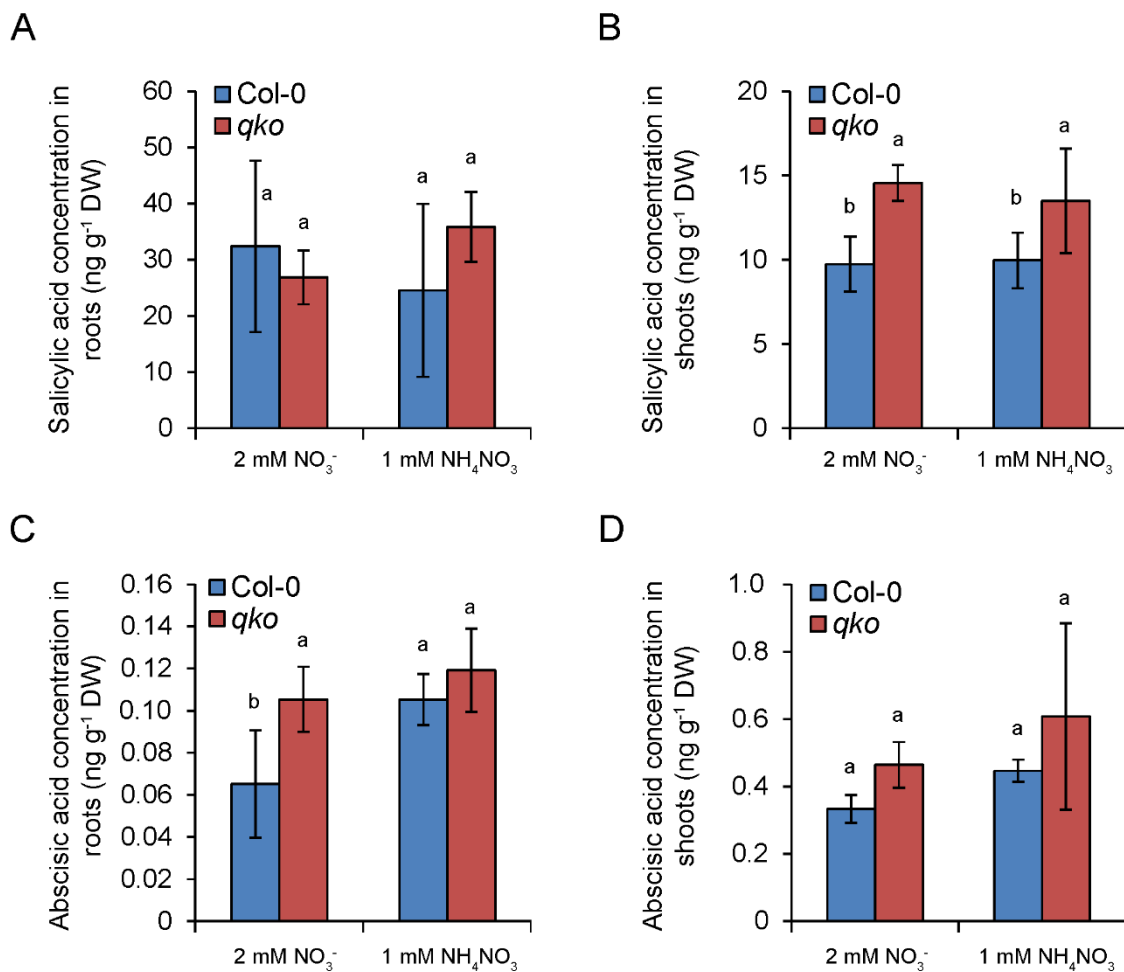 A
Salicylic acid concentration in
roots (ng g⁻¹ DW)
60
50
40
30
20
10
0
Col-0
qko
a
a
a
a
2 mM NO₃⁻
1 mM NH₄NO₃
B
Salicylic acid concentration in
shoots (ng g⁻¹ DW)
20
15
10
5
0
Col-0
qko
b
a
b
a
2 mM NO₃⁻
1 mM NH₄NO₃
C
Abscisic acid concentration in
roots (ng g⁻¹ DW)
0.16
0.14
0.12
0.10
0.08
0.06
0.04
0.02
0
Col-0
qko
b
a
a
a
2 mM NO₃⁻
1 mM NH₄NO₃
D
Abscisic acid concentration in
shoots (ng g⁻¹ DW)
1.0
0.8
0.6
0.4
0.2
0
Col-0
qko
a
a
a
a
2 mM NO₃⁻
1 mM NH₄NO₃